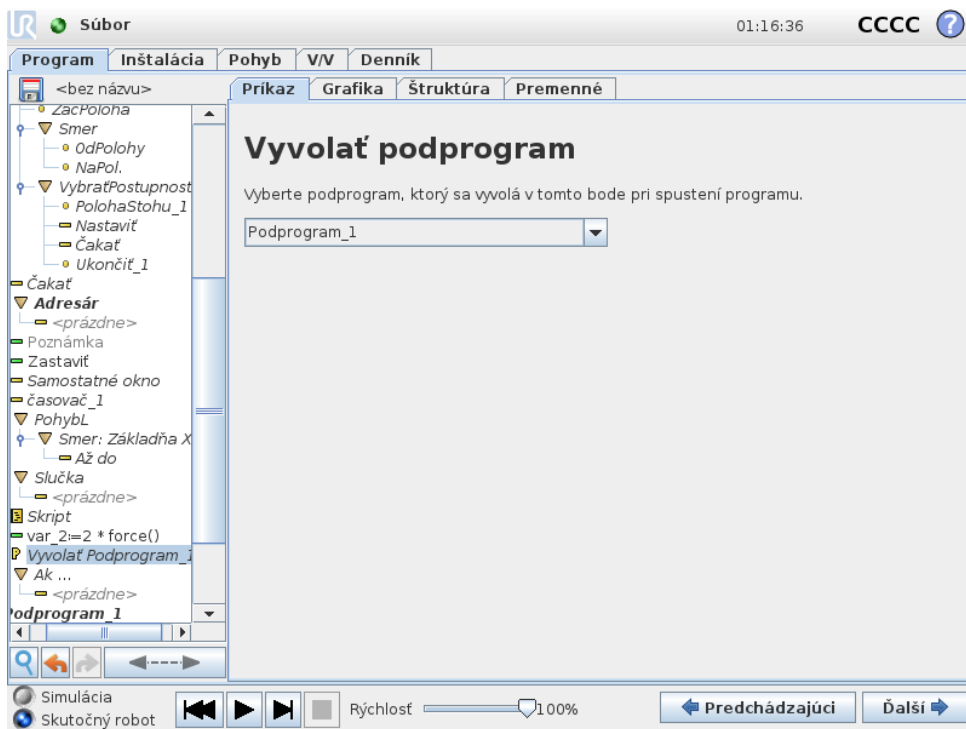 UR Súbor 01:16:36 CCCC ?
Program Inštalácia Pohyb V/V Denník
<bez názvu> Príkaz Grafika Štruktúra Premenné
ZačPoloha
Smer
OdPolohy
NaPol.
VybraťPostupnost
PolohaStohu_1
Nastaviť
Čakať
Ukončiť_1
Čakať
Adresár
<prázdne>
Poznámka
Zastaviť
Samostatné okno
časovač_1
PohybL
Smer: Základňa X
Až do
Slučka
<prázdne>
Skript
var_2:=2 * force()
Vyvolať Podprogram_1
Ak ...
<prázdne>
Podprogram_1
Vyvolať podprogram
Vyberte podprogram, ktorý sa vyvolá v tomto bode pri spustení programu.
Podprogram_1
Simulácia
Skutočný robot
Rýchlosť 100%
Predchádzajúci Ďalší